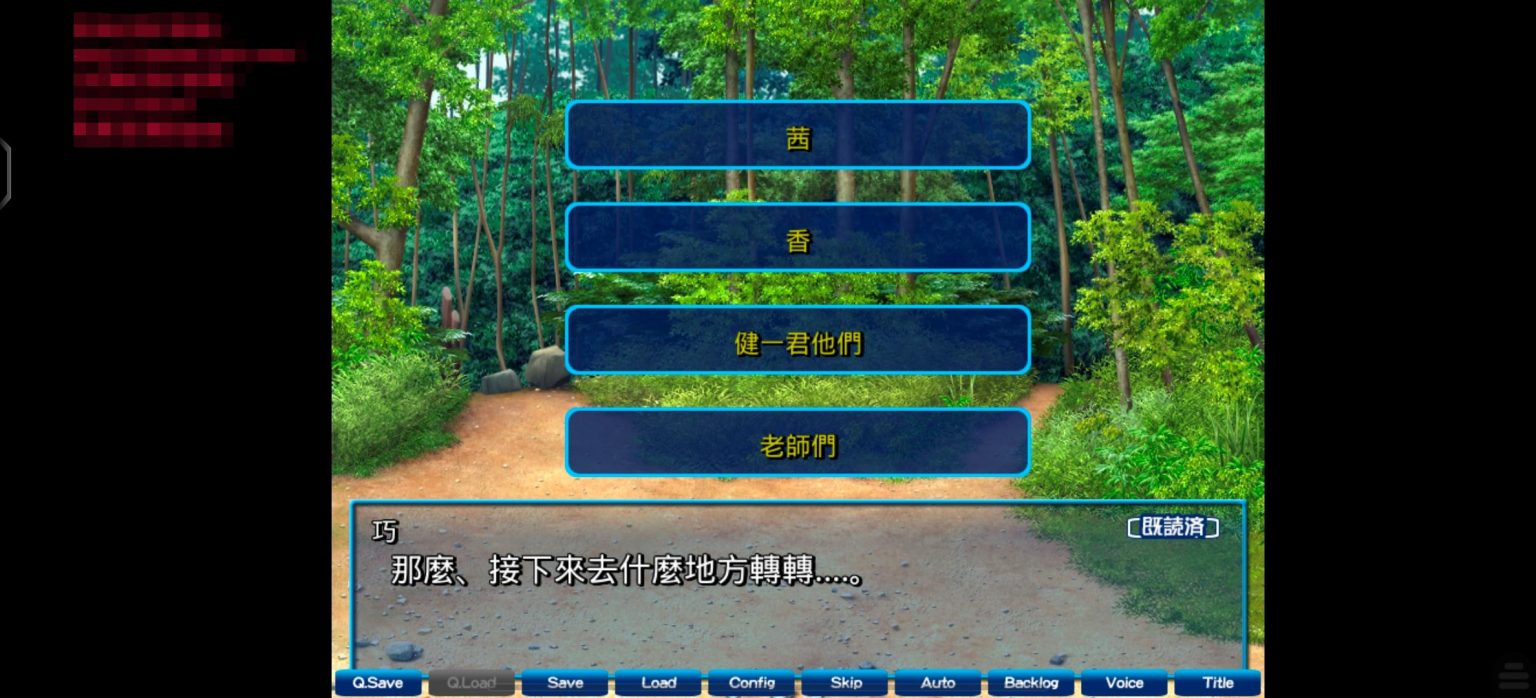 茜
香
健一君他們
老師們
巧
既読済
那麼、接下來去什麼地方轉轉....。
Q.Save Q.Load Save Load Config Skip Auto Backlog Voice Title